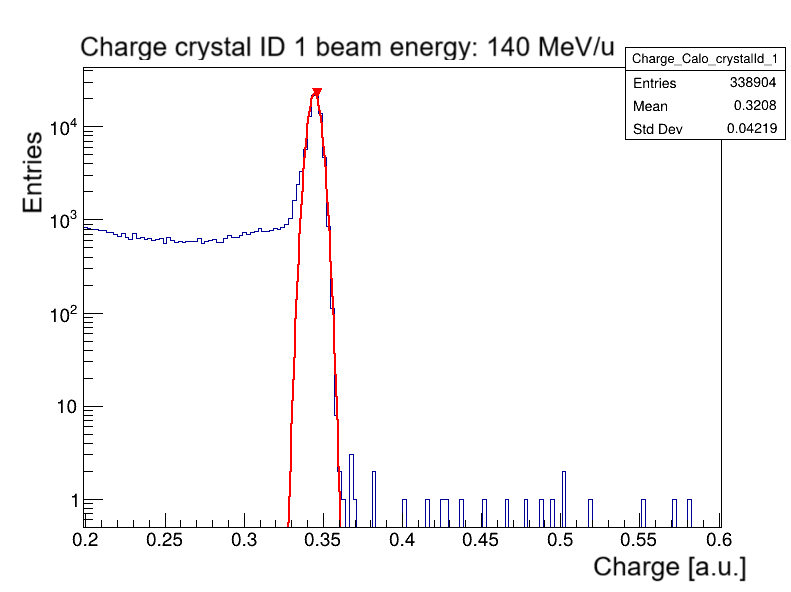 Charge crystal ID 1 beam energy: 140 MeV/u
Charge_Calo_crystalId_1
Entries 338904
Mean 0.3208
Std Dev 0.04219
Entries
10⁴
10³
10²
10
1
0.2 0.25 0.3 0.35 0.4 0.45 0.5 0.55 0.6
Charge [a.u.]